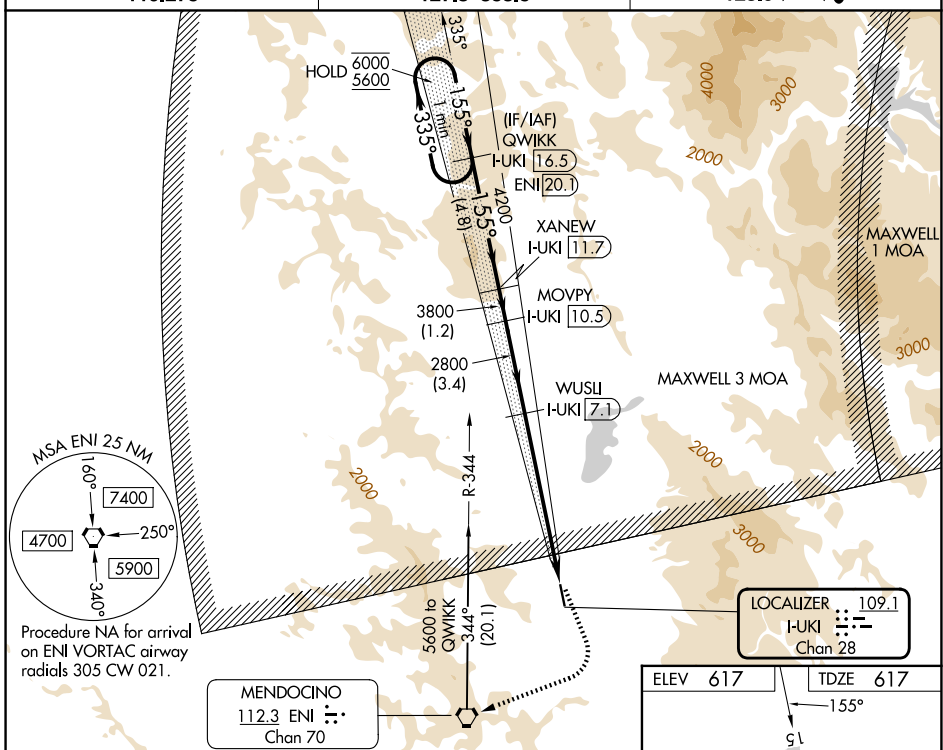 335°
HOLD 6000
5600
155°
1 min
335°
(IF/IAF)
QWIKK
I-UKI 16.5
ENI 20.1
4200
155°
(4.8)
XANEW
I-UKI 11.7
MOVPY
I-UKI 10.5
3800
(1.2)
2800
(3.4)
WUSLI
I-UKI 7.1
4000
3000
2000
MAXWELL
1 MOA
3000
MAXWELL 3 MOA
2000
3000
2000
R-344
MSA ENI 25 NM
160°
7400
4700
250°
5900
340°
Procedure NA for arrival
on ENI VORTAC airway
radials 305 CW 021.
5600 to
QWIKK
344°
(20.1)
MENDOCINO
112.3 ENI
Chan 70
LOCALIZER 109.1
I-UKI
Chan 28
ELEV 617
TDZE 617
155°
15